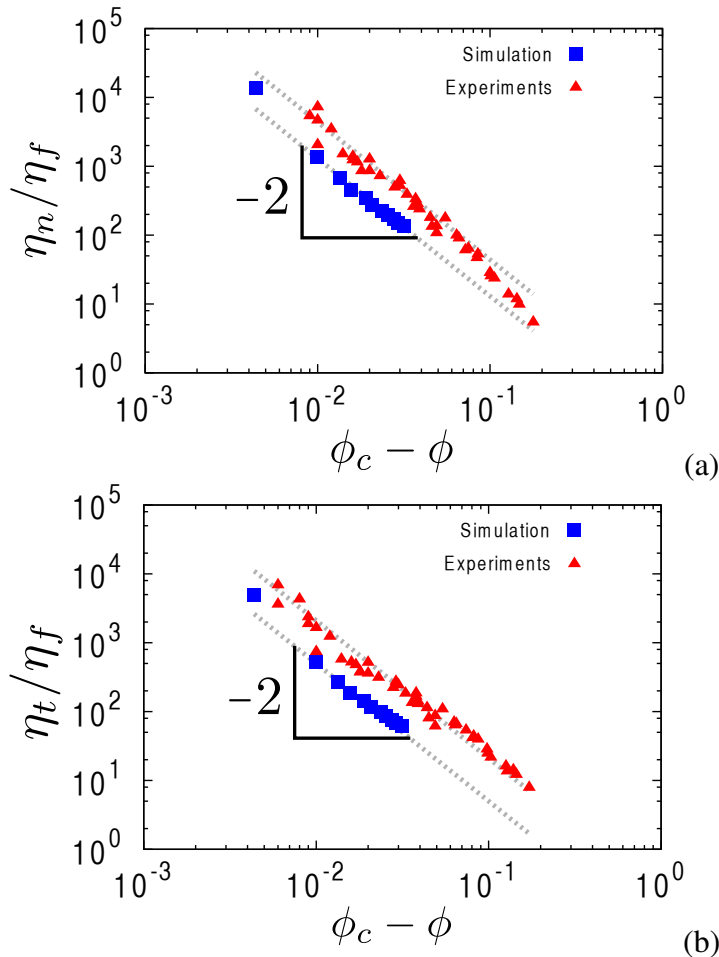 10^5
10^4
10^3
10^2
10^1
10^0
η_n/η_f
Simulation
Experiments
−2
10^-3
10^-2
10^-1
10^0
ϕ_c − ϕ
(a)
10^5
10^4
10^3
10^2
10^1
10^0
η_t/η_f
Simulation
Experiments
−2
10^-3
10^-2
10^-1
10^0
ϕ_c − ϕ
(b)